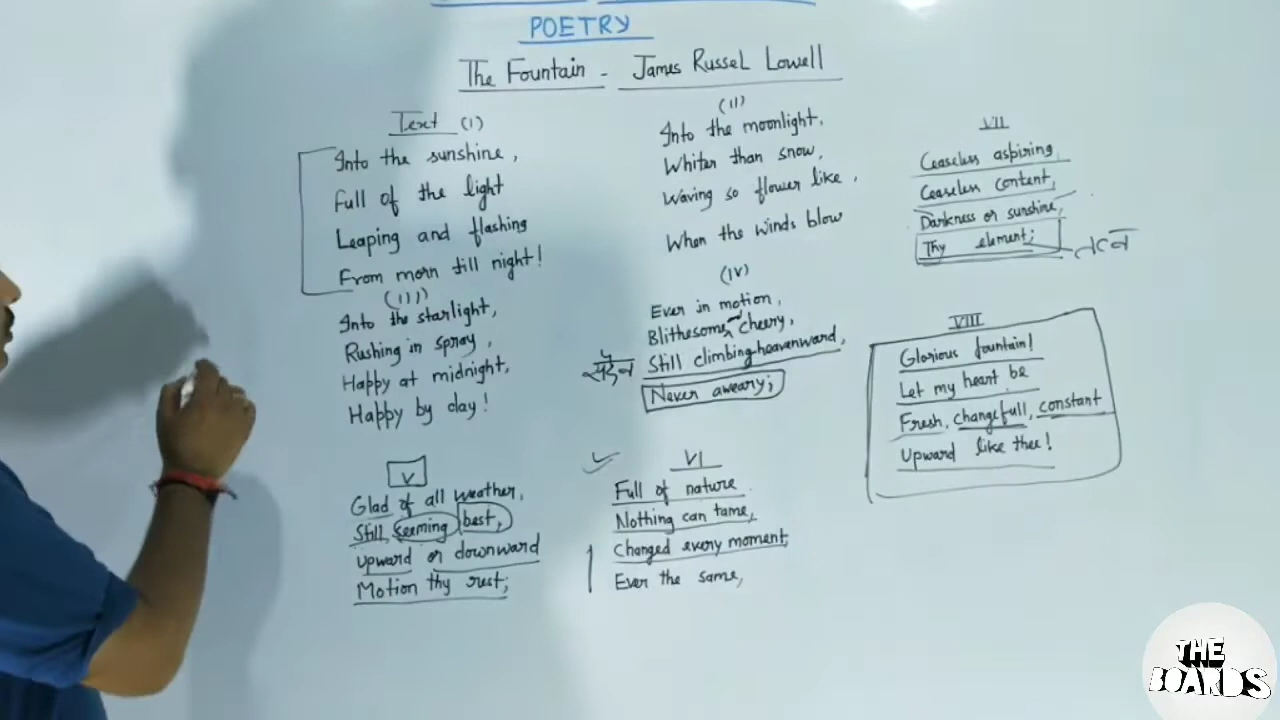 POETRY
The Fountain - James Russel Lowell
Text (I)
Into the sunshine,
Full of the light
Leaping and flashing
From morn till night!
(II)
Into the moonlight,
Whiter than snow,
Waving so flower like,
When the winds blow
(III)
Into the starlight,
Rushing in spray,
Happy at midnight,
Happy by day!
(IV)
Ever in motion,
Blithesome cheery,
Still climbing heavenward,
सदैव
Never aweary;
V
Glad of all weather,
Still, seeming best,
Upward or downward
Motion thy rest;
VI
Full of nature
Nothing can tame,
Changed every moment,
Ever the same,
VII
Ceaseless aspiring,
Ceaseless content,
Darkness or sunshine,
Thy element;
तत्व
VIII
Glorious fountain!
Let my heart be
Fresh, changefull, constant
Upward like thee!
THE
BOARDS